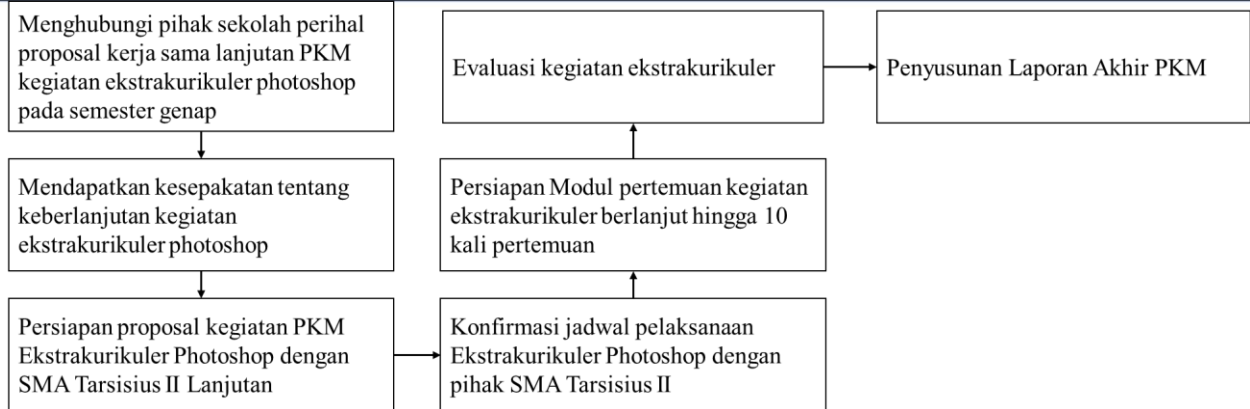 Menghubungi pihak sekolah perihal
proposal kerja sama lanjutan PKM
kegiatan ekstrakurikuler photoshop
pada semester genap
Mendapatkan kesepakatan tentang
keberlanjutan kegiatan
ekstrakurikuler photoshop
Persiapan proposal kegiatan PKM
Ekstrakurikuler Photoshop dengan
SMA Tarsisius II Lanjutan
Konfirmasi jadwal pelaksanaan
Ekstrakurikuler Photoshop dengan
pihak SMA Tarsisius II
Persiapan Modul pertemuan kegiatan
ekstrakurikuler berlanjut hingga 10
kali pertemuan
Evaluasi kegiatan ekstrakurikuler
Penyusunan Laporan Akhir PKM